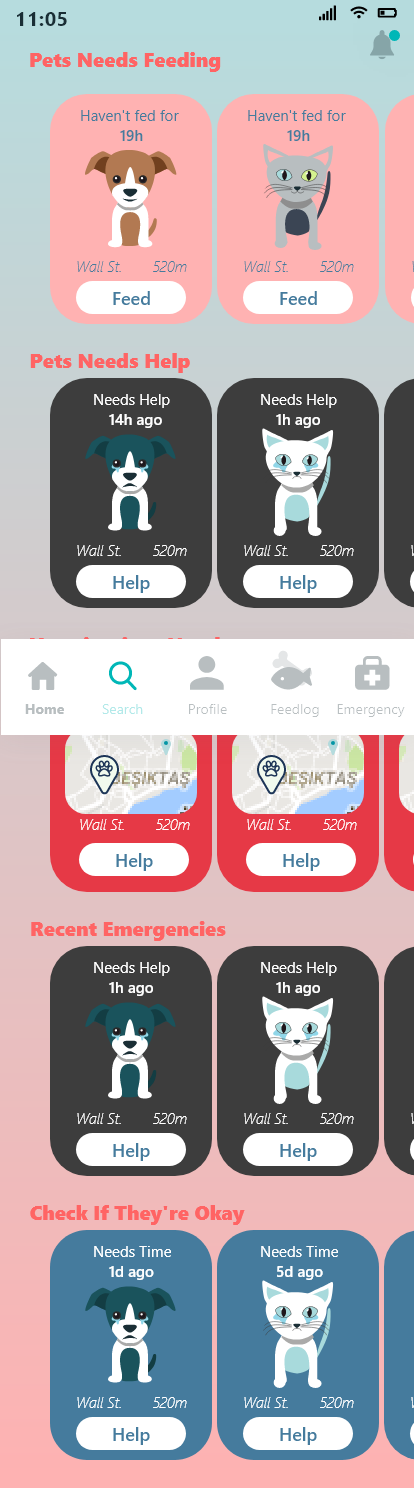 11:05
Pets Needs Feeding
Haven't fed for
19h
Wall St. 520m
Feed
Haven't fed for
19h
Wall St. 520m
Feed
Pets Needs Help
Needs Help
14h ago
Wall St. 520m
Help
Needs Help
1h ago
Wall St. 520m
Help
Home
Search
Profile
Feedlog
Emergency
BEŞIKTAŞ
Wall St. 520m
Help
BEŞIKTAŞ
Wall St. 520m
Help
Recent Emergencies
Needs Help
1h ago
Wall St. 520m
Help
Needs Help
1h ago
Wall St. 520m
Help
Check If They're Okay
Needs Time
1d ago
Wall St. 520m
Help
Needs Time
5d ago
Wall St. 520m
Help